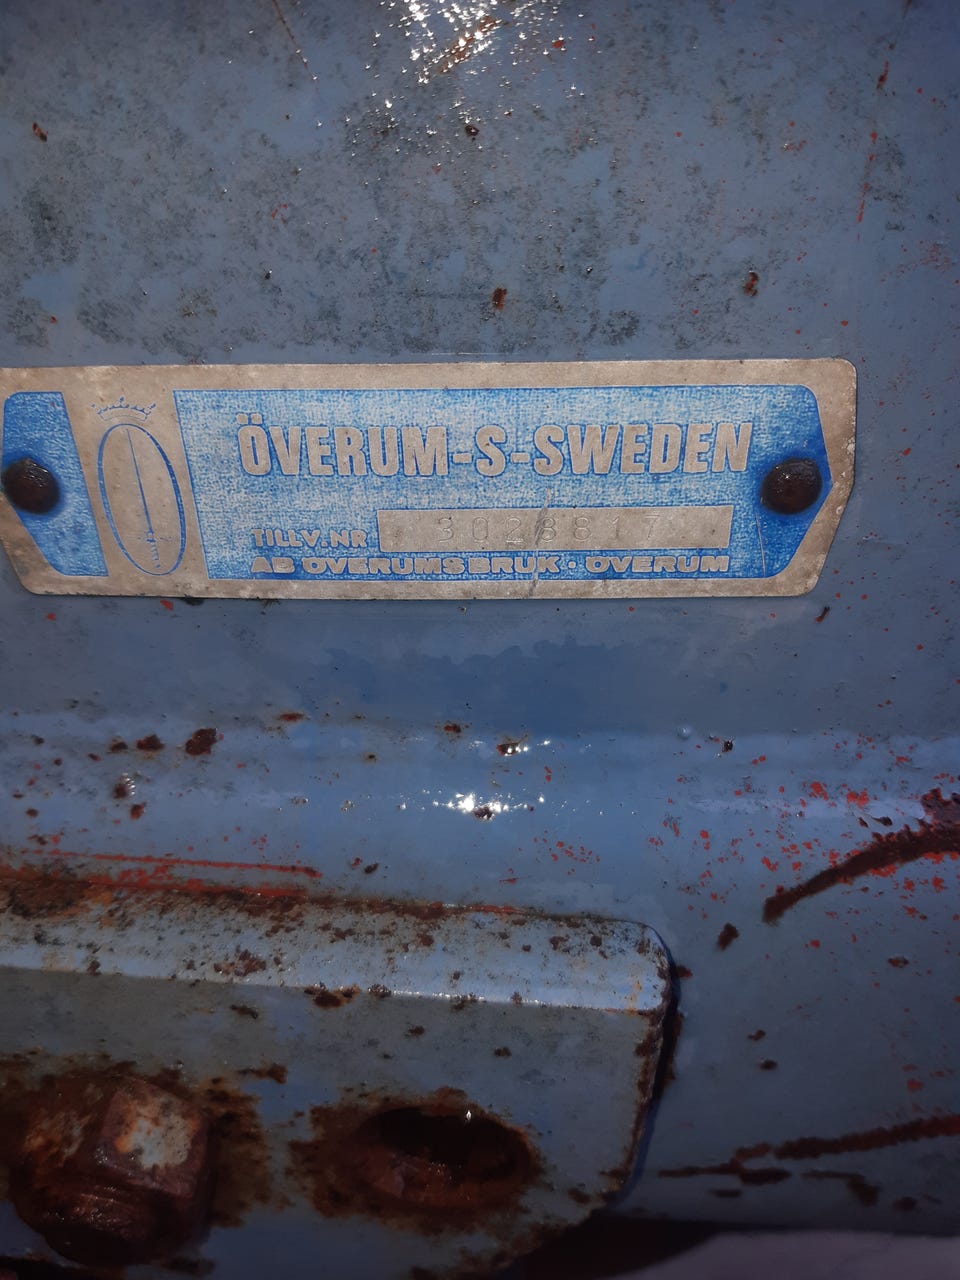 ÖVERUM-S-SWEDEN
TILLV.NR 3028817
AB ÖVERUMSBRUK · ÖVERUM